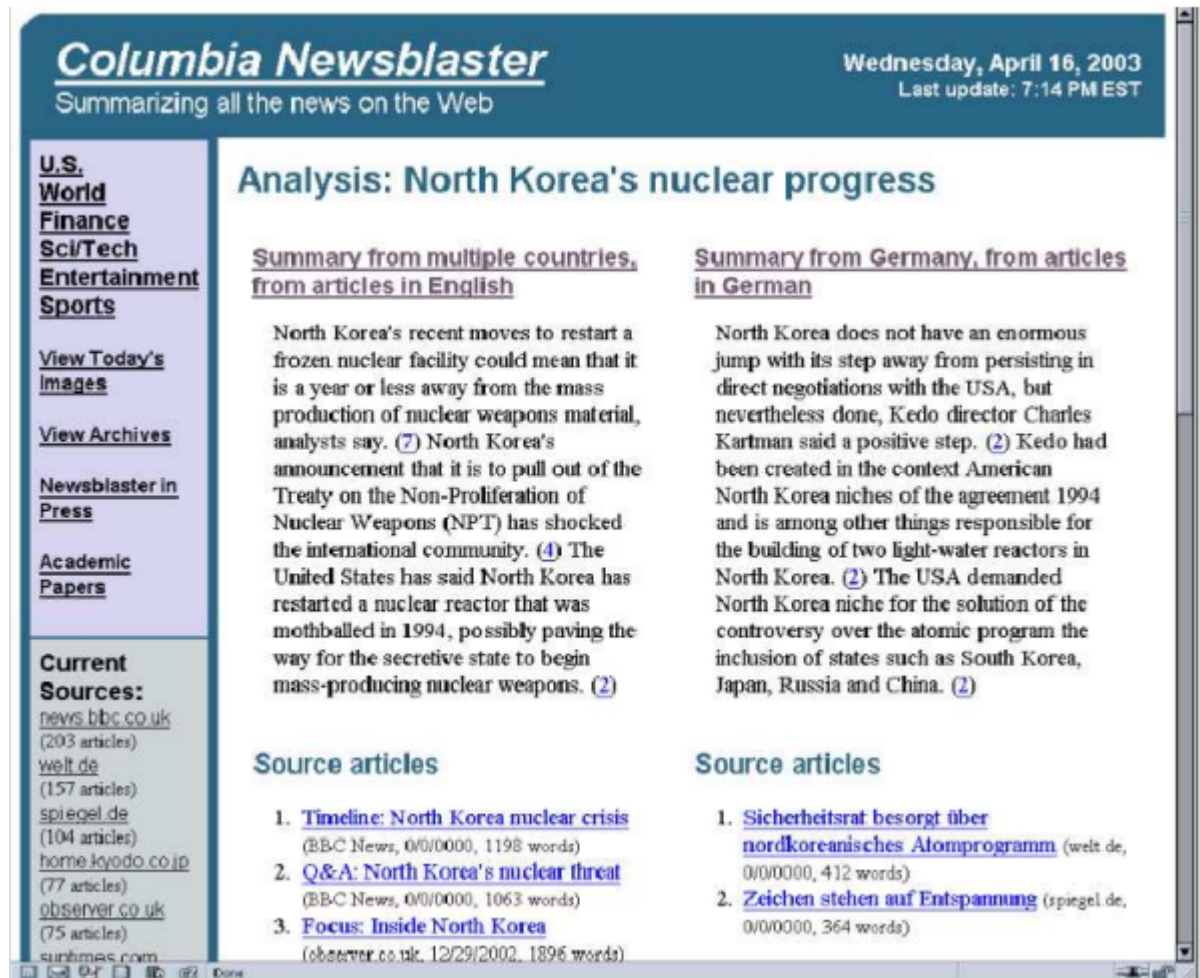 Columbia Newsblaster
Summarizing all the news on the Web
Wednesday, April 16, 2003
Last update: 7:14 PM EST
U.S.
World
Finance
Sci/Tech
Entertainment
Sports
View Today's
Images
View Archives
Newsblaster in
Press
Academic
Papers
Current
Sources:
news.bbc.co.uk
(203 articles)
welt.de
(157 articles)
spiegel.de
(104 articles)
home.kyodo.co.jp
(77 articles)
observer.co.uk
(75 articles)
suntimes.com
Analysis: North Korea's nuclear progress
Summary from multiple countries,
from articles in English
North Korea's recent moves to restart a
frozen nuclear facility could mean that it
is a year or less away from the mass
production of nuclear weapons material,
analysts say. (7) North Korea's
announcement that it is to pull out of the
Treaty on the Non-Proliferation of
Nuclear Weapons (NPT) has shocked
the international community. (4) The
United States has said North Korea has
restarted a nuclear reactor that was
mothballed in 1994, possibly paving the
way for the secretive state to begin
mass-producing nuclear weapons. (2)
Source articles
1. Timeline: North Korea nuclear crisis
(BBC News, 0/0/0000, 1198 words)
2. Q&A: North Korea's nuclear threat
(BBC News, 0/0/0000, 1063 words)
3. Focus: Inside North Korea
(observer.co.uk, 12/29/2002, 1896 words)
Summary from Germany, from articles
in German
North Korea does not have an enormous
jump with its step away from persisting in
direct negotiations with the USA, but
nevertheless done, Kedo director Charles
Kartman said a positive step. (2) Kedo had
been created in the context American
North Korea niches of the agreement 1994
and is among other things responsible for
the building of two light-water reactors in
North Korea. (2) The USA demanded
North Korea niche for the solution of the
controversy over the atomic program the
inclusion of states such as South Korea,
Japan, Russia and China. (2)
Source articles
1. Sicherheitsrat besorgt über
nordkoreanisches Atomprogramm (welt.de,
0/0/0000, 412 words)
2. Zeichen stehen auf Entspannung (spiegel.de,
0/0/0000, 364 words)
Done